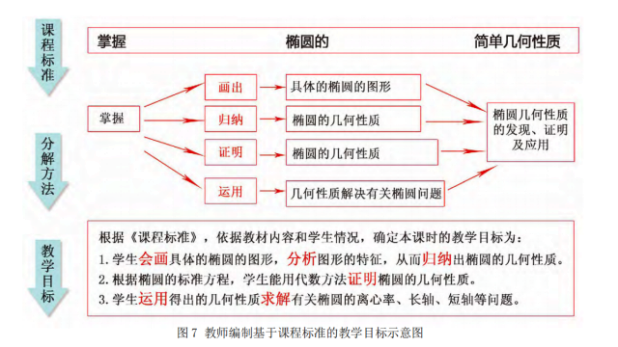 课程标准
掌握 椭圆的 简单几何性质
分解方法
掌握
画出
具体的椭圆的图形
归纳
椭圆的几何性质
证明
椭圆的几何性质
运用
几何性质解决有关椭圆问题
椭圆几何性质
的发现、证明
及应用
教学目标
根据《课程标准》，依据教材内容和学生情况，确定本课时的教学目标为：
1.学生会画具体的椭圆的图形，分析图形的特征，从而归纳出椭圆的几何性质。
2.根据椭圆的标准方程，学生能用代数方法证明椭圆的几何性质。
3.学生运用得出的几何性质求解有关椭圆的离心率、长轴、短轴等问题。
图7 教师编制基于课程标准的教学目标示意图